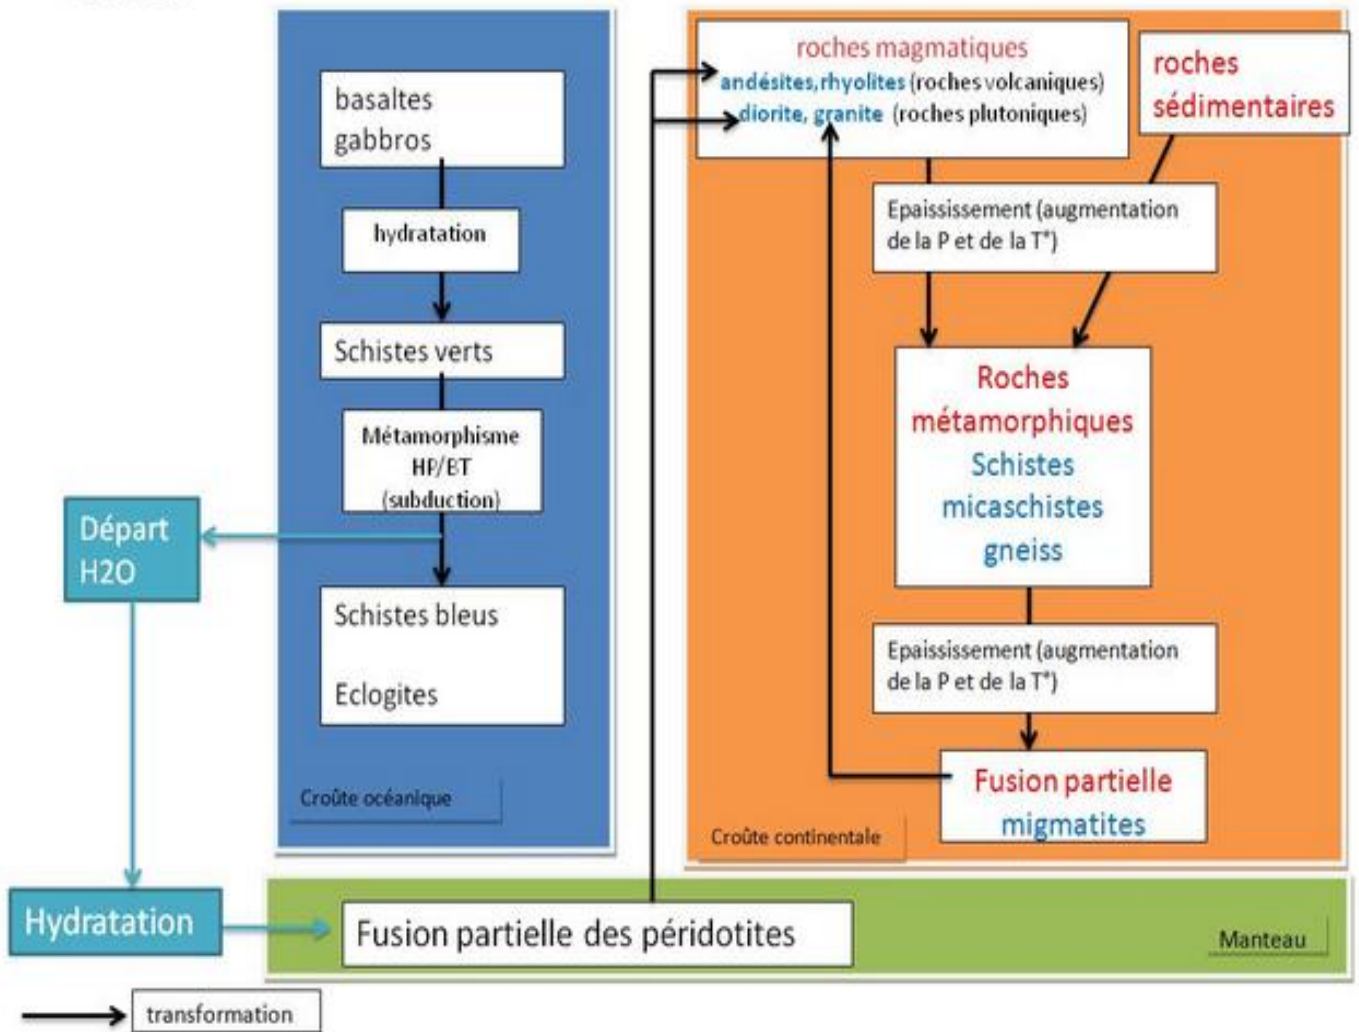 basaltes
gabbros
hydratation
Schistes verts
Métamorphisme
HP/BT
(subduction)
Départ
H2O
Schistes bleus
Eclogites
Croûte océanique
roches magmatiques
andésites,rhyolites (roches volcaniques)
diorite, granite (roches plutoniques)
roches
sédimentaires
Epaississement (augmentation
de la P et de la T°)
Roches
métamorphiques
Schistes
micaschistes
gneiss
Epaississement (augmentation
de la P et de la T°)
Fusion partielle
migmatites
Croûte continentale
Hydratation
Fusion partielle des péridotites
Manteau
transformation